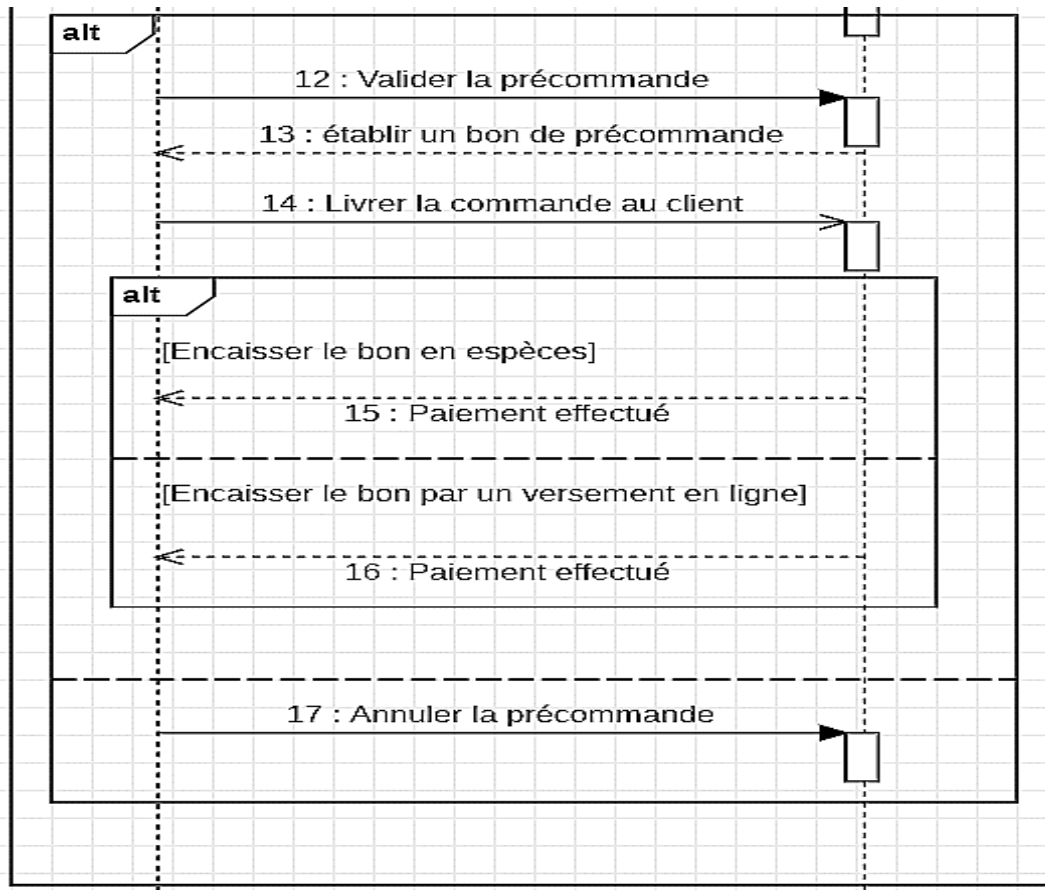 alt
12 : Valider la précommande
13 : établir un bon de précommande
14 : Livrer la commande au client
alt
[Encaisser le bon en espèces]
15 : Paiement effectué
[Encaisser le bon par un versement en ligne]
16 : Paiement effectué
17 : Annuler la précommande